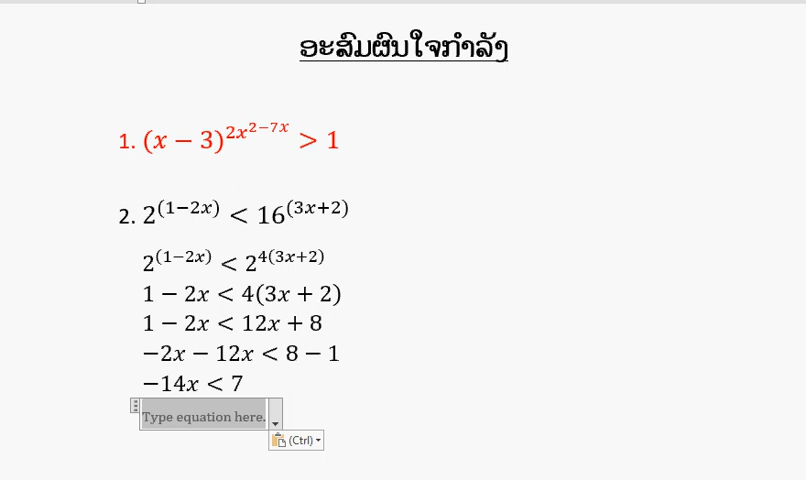 ອະສົມຜົນໃຈກຳລັງ
1. (x − 3)^{2x^{2−7x}} > 1
2. 2^{(1−2x)} < 16^{(3x+2)}
2^{(1−2x)} < 2^{4(3x+2)}
1 − 2x < 4(3x + 2)
1 − 2x < 12x + 8
−2x − 12x < 8 − 1
−14x < 7
Type equation here.
(Ctrl)